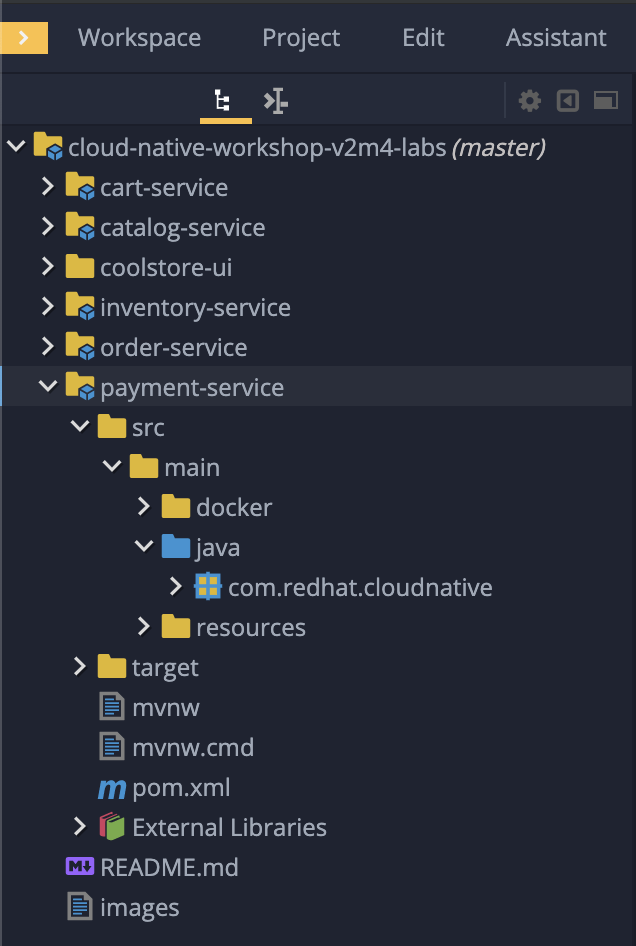 Workspace Project Edit Assistant
cloud-native-workshop-v2m4-labs (master)
cart-service
catalog-service
coolstore-ui
inventory-service
order-service
payment-service
src
main
docker
java
com.redhat.cloudnative
resources
target
mvnw
mvnw.cmd
m pom.xml
External Libraries
M README.md
images